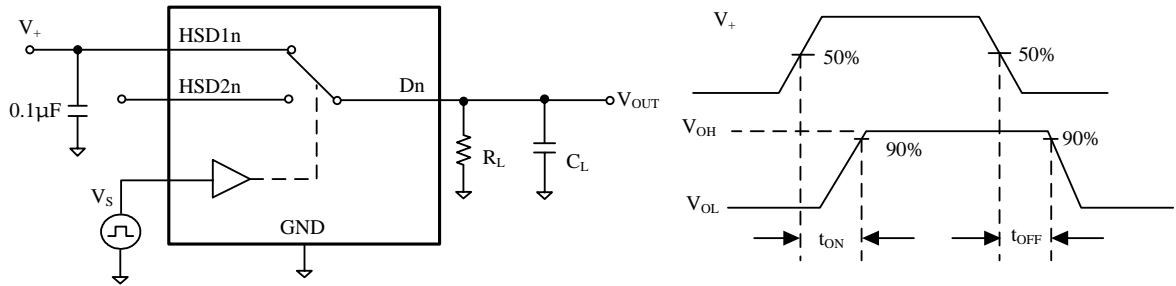 V+
HSD1n
HSD2n
Dn
0.1µF
VOUT
RL
CL
VS
GND
V+
50%
50%
VOH
90%
90%
VOL
tON
tOFF